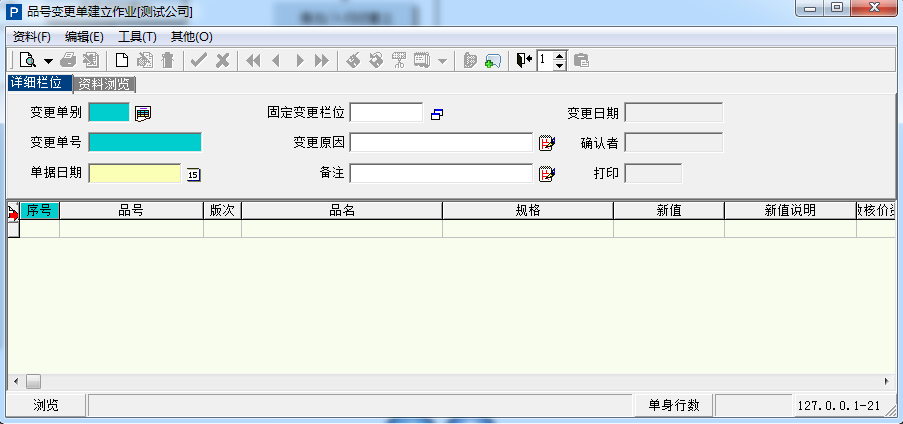 品号变更单建立作业[测试公司]
资料(F) 编辑(E) 工具(T) 其他(O)
1
详细栏位 资料浏览
变更单别 固定变更栏位 变更日期
变更单号 变更原因 确认者
单据日期 15 备注 打印
序号 品号 版次 品名 规格 新值 新值说明 核价
浏览 单身行数 127.0.0.1-21